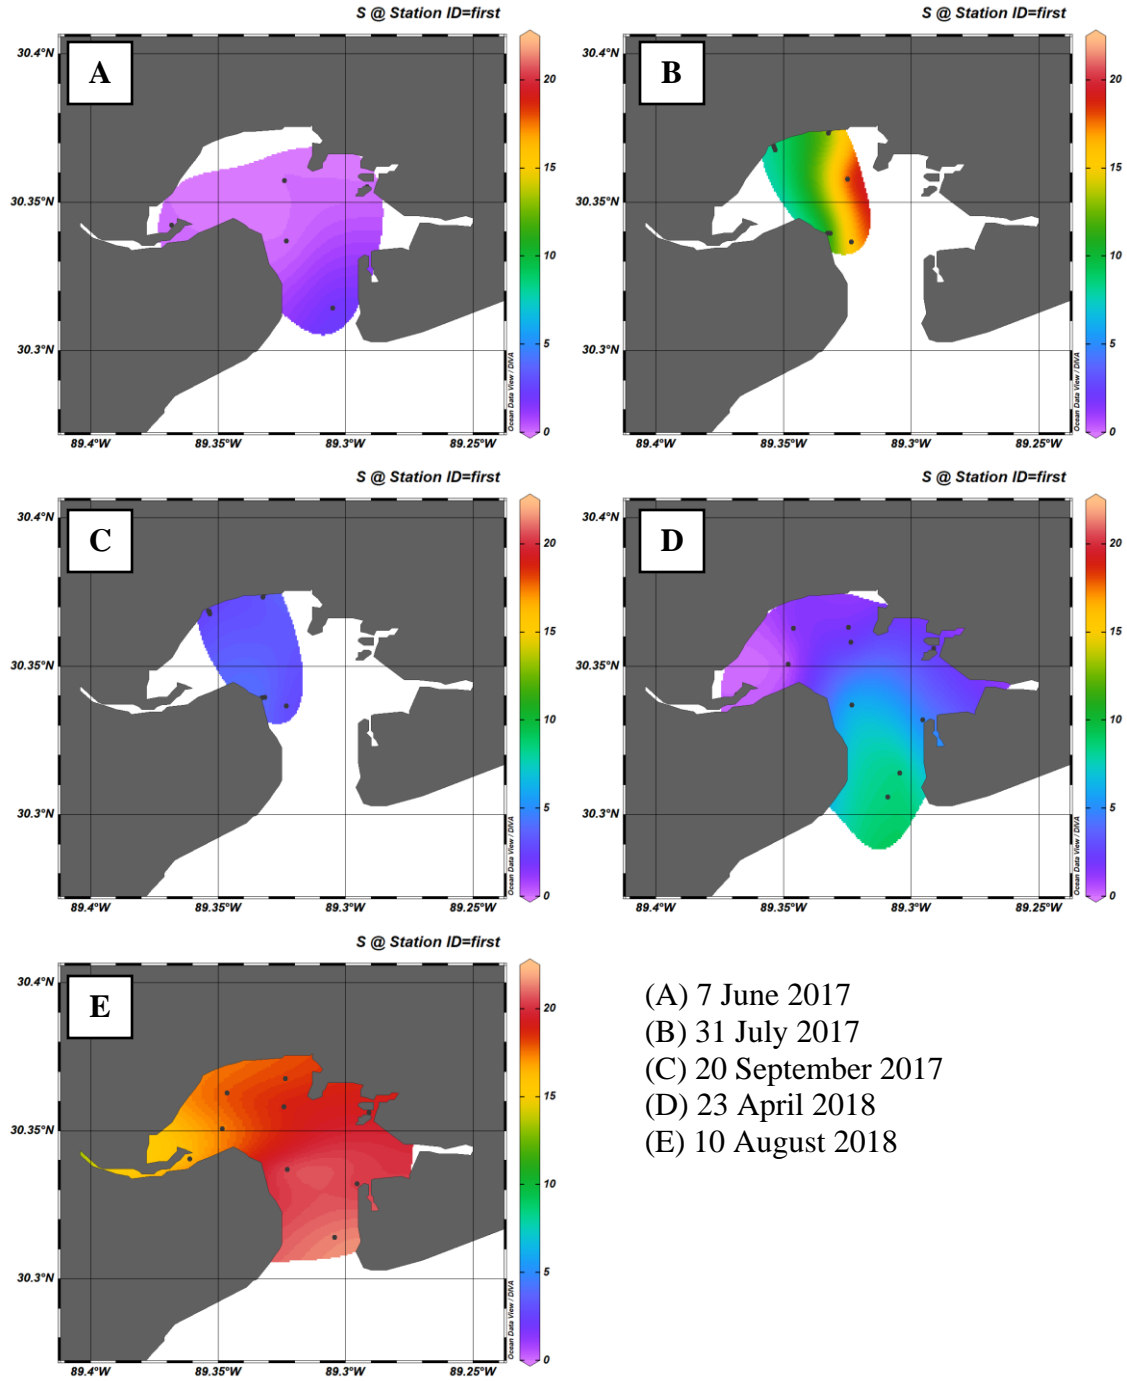 S @ Station ID=first
A
30.4°N
30.35°N
30.3°N
89.4°W 89.35°W 89.3°W 89.25°W
20
15
10
5
0
Ocean Data View / DIVA
S @ Station ID=first
B
30.4°N
30.35°N
30.3°N
89.4°W 89.35°W 89.3°W 89.25°W
20
15
10
5
0
Ocean Data View / DIVA
S @ Station ID=first
C
30.4°N
30.35°N
30.3°N
89.4°W 89.35°W 89.3°W 89.25°W
20
15
10
5
0
Ocean Data View / DIVA
S @ Station ID=first
D
30.4°N
30.35°N
30.3°N
89.4°W 89.35°W 89.3°W 89.25°W
20
15
10
5
0
Ocean Data View / DIVA
S @ Station ID=first
E
30.4°N
30.35°N
30.3°N
89.4°W 89.35°W 89.3°W 89.25°W
20
15
10
5
0
Ocean Data View / DIVA
(A) 7 June 2017
(B) 31 July 2017
(C) 20 September 2017
(D) 23 April 2018
(E) 10 August 2018